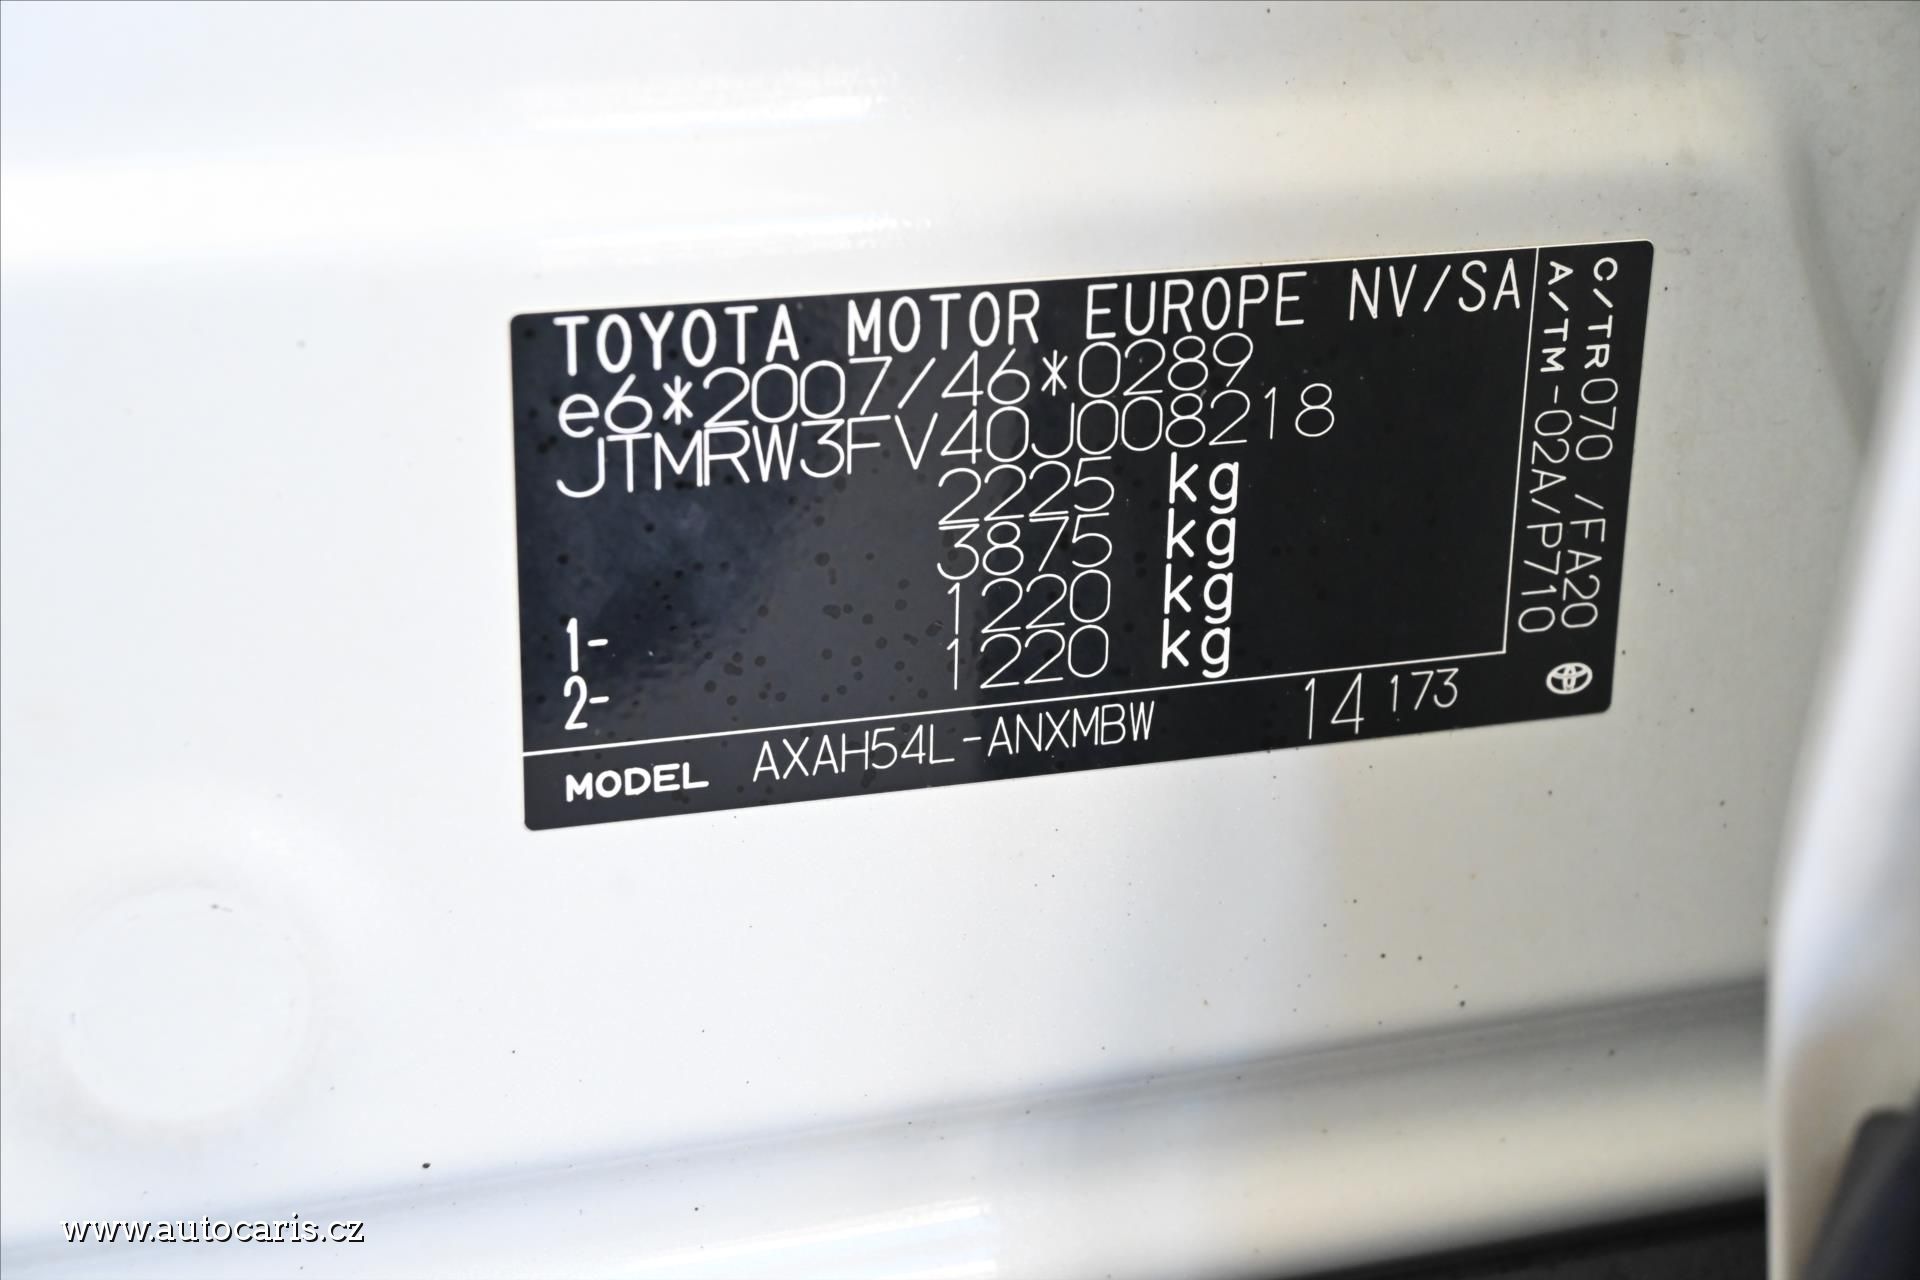 TOYOTA MOTOR EUROPE NV/SA
e6*2007/46*0289
JTMRW3FV40J008218
2225 kg
3875 kg
1- 1220 kg
2- 1220 kg
MODEL AXAH54L-ANXMBW 14 173
C/TR070 /FA20
A/TM-02A/P710
www.autocaris.cz